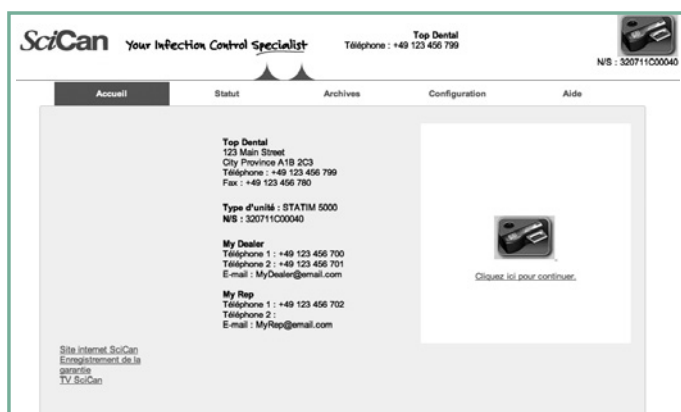 SciCan Your Infection Control Specialist
Top Dental
Téléphone : +49 123 456 799
N/S : 320711C00040
Accueil Statut Archives Configuration Aide
Top Dental
123 Main Street
City Province A1B 2C3
Téléphone : +49 123 456 799
Fax : +49 123 456 780
Type d'unité : STATIM 5000
N/S : 320711C00040
My Dealer
Téléphone 1 : +49 123 456 700
Téléphone 2 : +49 123 456 701
E-mail : MyDealer@email.com
My Rep
Téléphone 1 : +49 123 456 702
Téléphone 2 :
E-mail : MyRep@email.com
Cliquez ici pour continuer.
Site internet SciCan
Enregistrement de la
garantie
TV SciCan